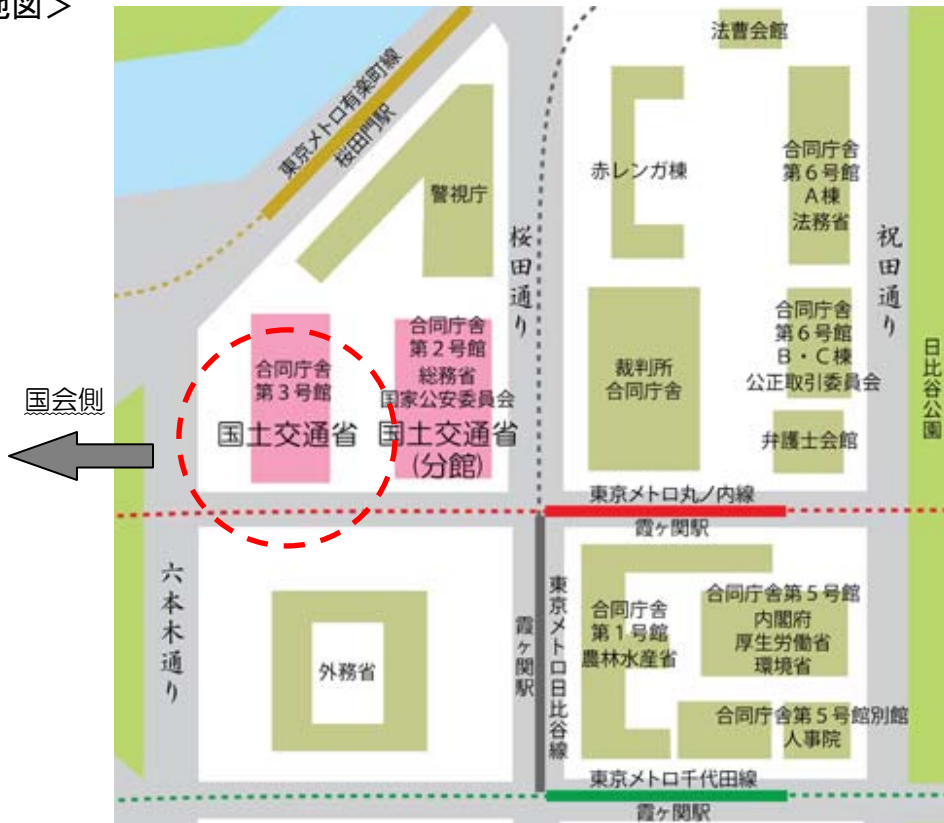 地図＞
法曹会館
東京メトロ有楽町線
桜田門駅
警視庁
赤レンガ棟
合同庁舎
第６号館
Ａ棟
法務省
桜田通り
祝田通り
合同庁舎
第３号館
国土交通省
合同庁舎
第２号館
総務省
国家公安委員会
国土交通省
(分館)
裁判所
合同庁舎
合同庁舎
第６号館
Ｂ・Ｃ棟
公正取引委員会
弁護士会館
日比谷公園
国会側
東京メトロ丸ノ内線
霞ヶ関駅
六本木通り
外務省
霞ヶ関駅
東京メトロ日比谷線
合同庁舎
第１号館
農林水産省
合同庁舎第５号館
内閣府
厚生労働省
環境省
合同庁舎第５号館別館
人事院
東京メトロ千代田線
霞ヶ関駅